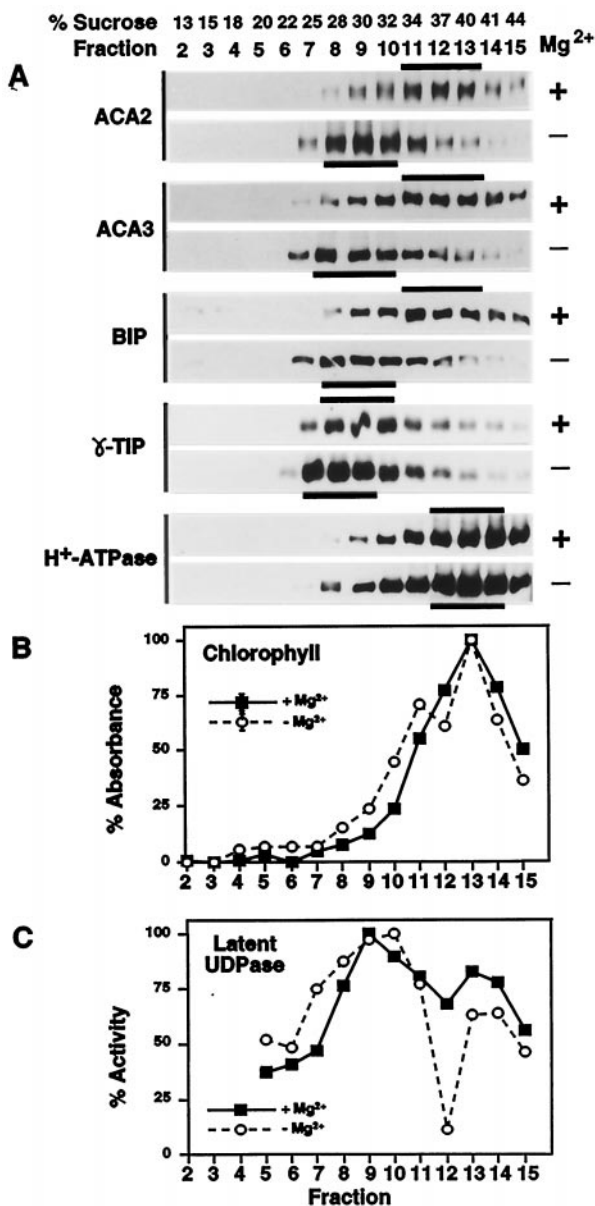 % Sucrose 13 15 18 20 22 25 28 30 32 34 37 40 41 44
Fraction 2 3 4 5 6 7 8 9 10 11 12 13 14 15 Mg2+
A
ACA2
+
−
ACA3
+
−
BIP
+
−
ɣ-TIP
+
−
H+-ATPase
+
−
B
Chlorophyll
+ Mg2+
- Mg2+
% Absorbance
100
75
50
25
0
2 3 4 5 6 7 8 9 10 11 12 13 14 15
C
Latent
UDPase
+ Mg2+
- Mg2+
% Activity
100
75
50
25
0
2 3 4 5 6 7 8 9 10 11 12 13 14 15
Fraction